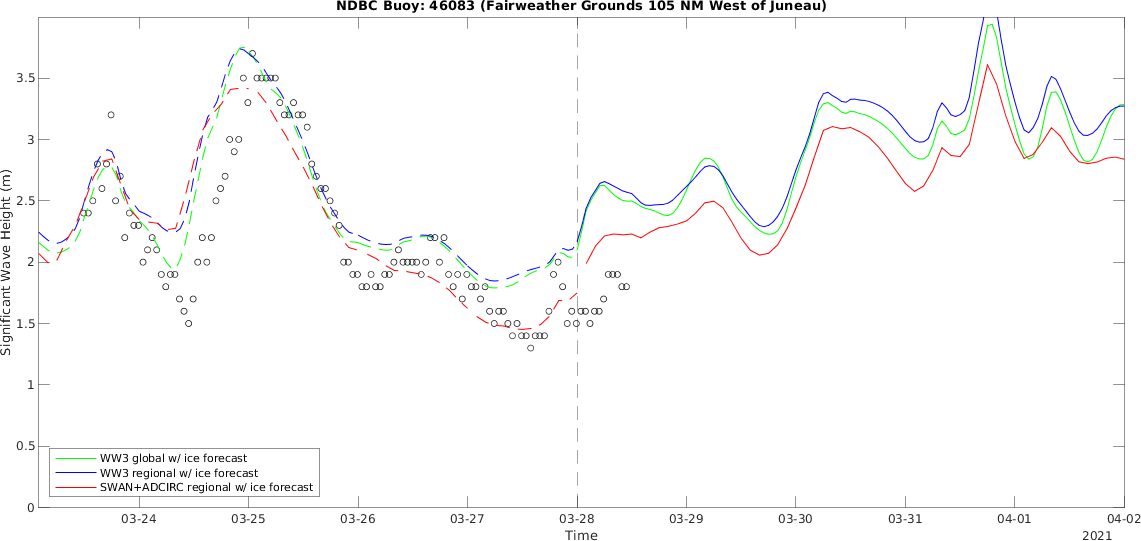 NDBC Buoy: 46083 (Fairweather Grounds 105 NM West of Juneau)
3.5
3
2.5
2
1.5
1
0.5
0
Significant Wave Height (m)
WW3 global w/ ice forecast
WW3 regional w/ ice forecast
SWAN+ADCIRC regional w/ ice forecast
03-24 03-25 03-26 03-27 03-28 03-29 03-30 03-31 04-01 04-02
Time
2021